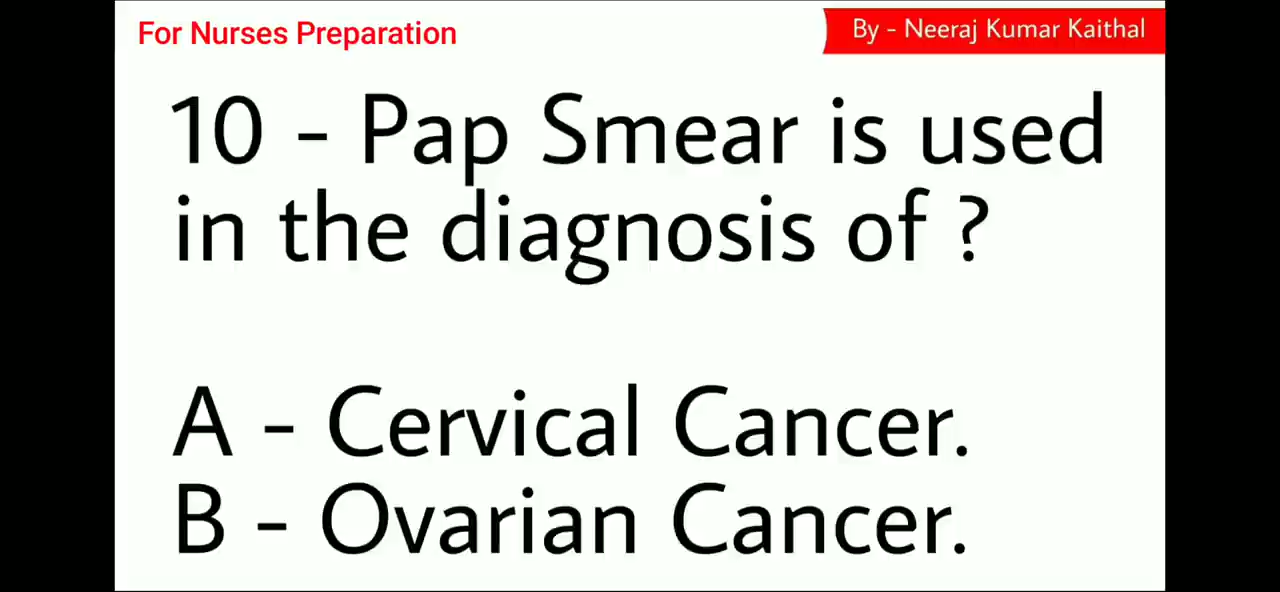 For Nurses Preparation
By - Neeraj Kumar Kaithal
10 - Pap Smear is used
in the diagnosis of ?
A - Cervical Cancer.
B - Ovarian Cancer.